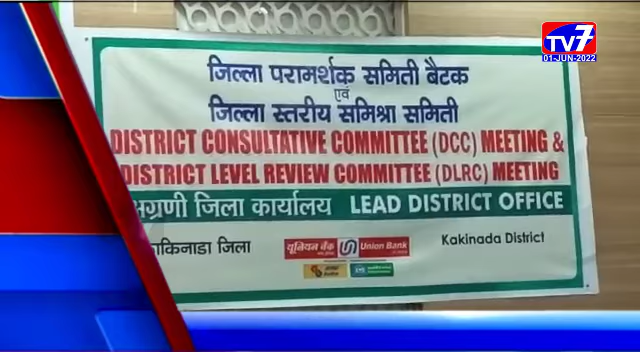 TV7
01-JUN-2022
जिल्ला परामर्शक समिती बैटक
एवं
जिल्ला स्तरीय समिश्रा समिती
DISTRICT CONSULTATIVE COMMITTEE (DCC) MEETING &
DISTRICT LEVEL REVIEW COMMITTEE (DLRC) MEETING
अग्रणी जिला कार्यालय LEAD DISTRICT OFFICE
जिला Kakinada District
यूनियन बैंक Union Bank